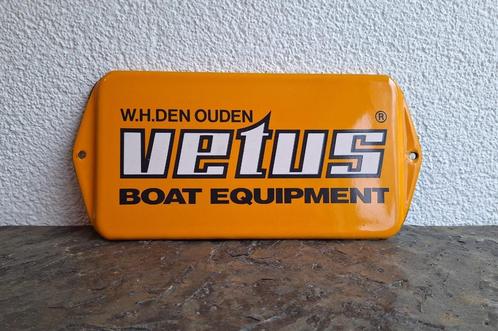 W.H.DEN OUDEN
vetus ®
BOAT EQUIPMENT